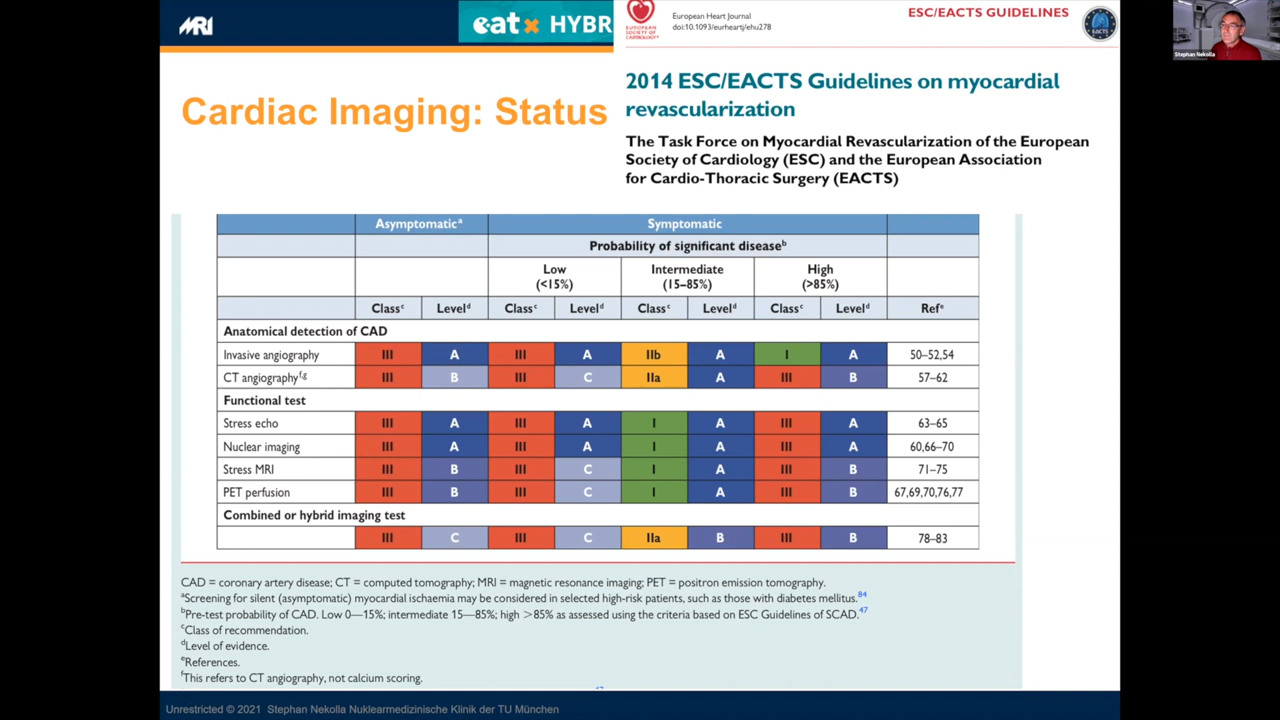 MRI
eat x HYBR
EUROPEAN SOCIETY OF CARDIOLOGY®
European Heart Journal
doi:10.1093/eurheartj/ehu278
ESC/EACTS GUIDELINES
EACTS
Stephan Nekolla
Cardiac Imaging: Status
2014 ESC/EACTS Guidelines on myocardial
revascularization
The Task Force on Myocardial Revascularization of the European
Society of Cardiology (ESC) and the European Association
for Cardio-Thoracic Surgery (EACTS)
Asymptomatic^a Symptomatic
Probability of significant disease^b
Low Intermediate High
(<15%) (15–85%) (>85%)
Class^c Level^d Class^c Level^d Class^c Level^d Class^c Level^d Ref^e
Anatomical detection of CAD
Invasive angiography III A III A IIb A I A 50–52,54
CT angiography^f,g III B III C IIa A III B 57–62
Functional test
Stress echo III A III A I A III A 63–65
Nuclear imaging III A III A I A III A 60,66–70
Stress MRI III B III C I A III B 71–75
PET perfusion III B III C I A III B 67,69,70,76,77
Combined or hybrid imaging test
III C III C IIa B III B 78–83
CAD = coronary artery disease; CT = computed tomography; MRI = magnetic resonance imaging; PET = positron emission tomography.
^aScreening for silent (asymptomatic) myocardial ischaemia may be considered in selected high-risk patients, such as those with diabetes mellitus.^84
^bPre-test probability of CAD. Low 0—15%; intermediate 15—85%; high >85% as assessed using the criteria based on ESC Guidelines of SCAD.^47
^cClass of recommendation.
^dLevel of evidence.
^eReferences.
^fThis refers to CT angiography, not calcium scoring.
Unrestricted © 2021 Stephan Nekolla Nuklearmedizinische Klinik der TU München